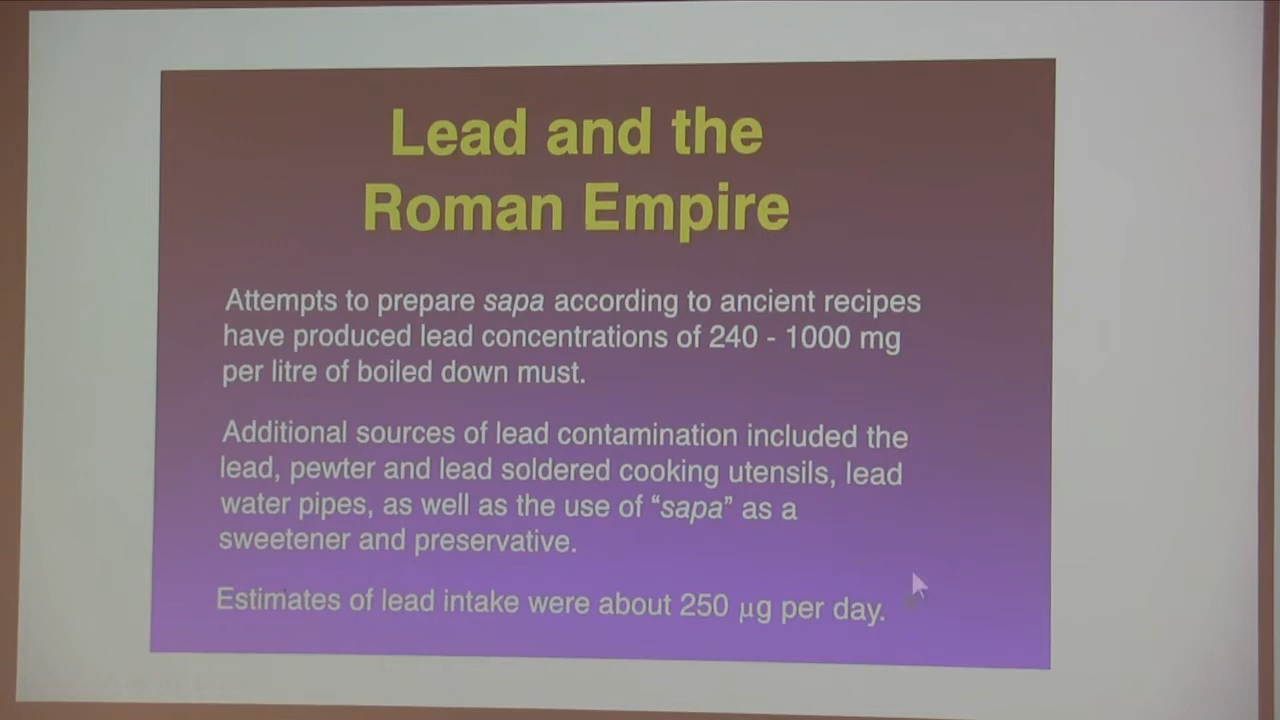 Lead and the
Roman Empire
Attempts to prepare sapa according to ancient recipes
have produced lead concentrations of 240 - 1000 mg
per litre of boiled down must.
Additional sources of lead contamination included the
lead, pewter and lead soldered cooking utensils, lead
water pipes, as well as the use of “sapa” as a
sweetener and preservative.
Estimates of lead intake were about 250 μg per day.